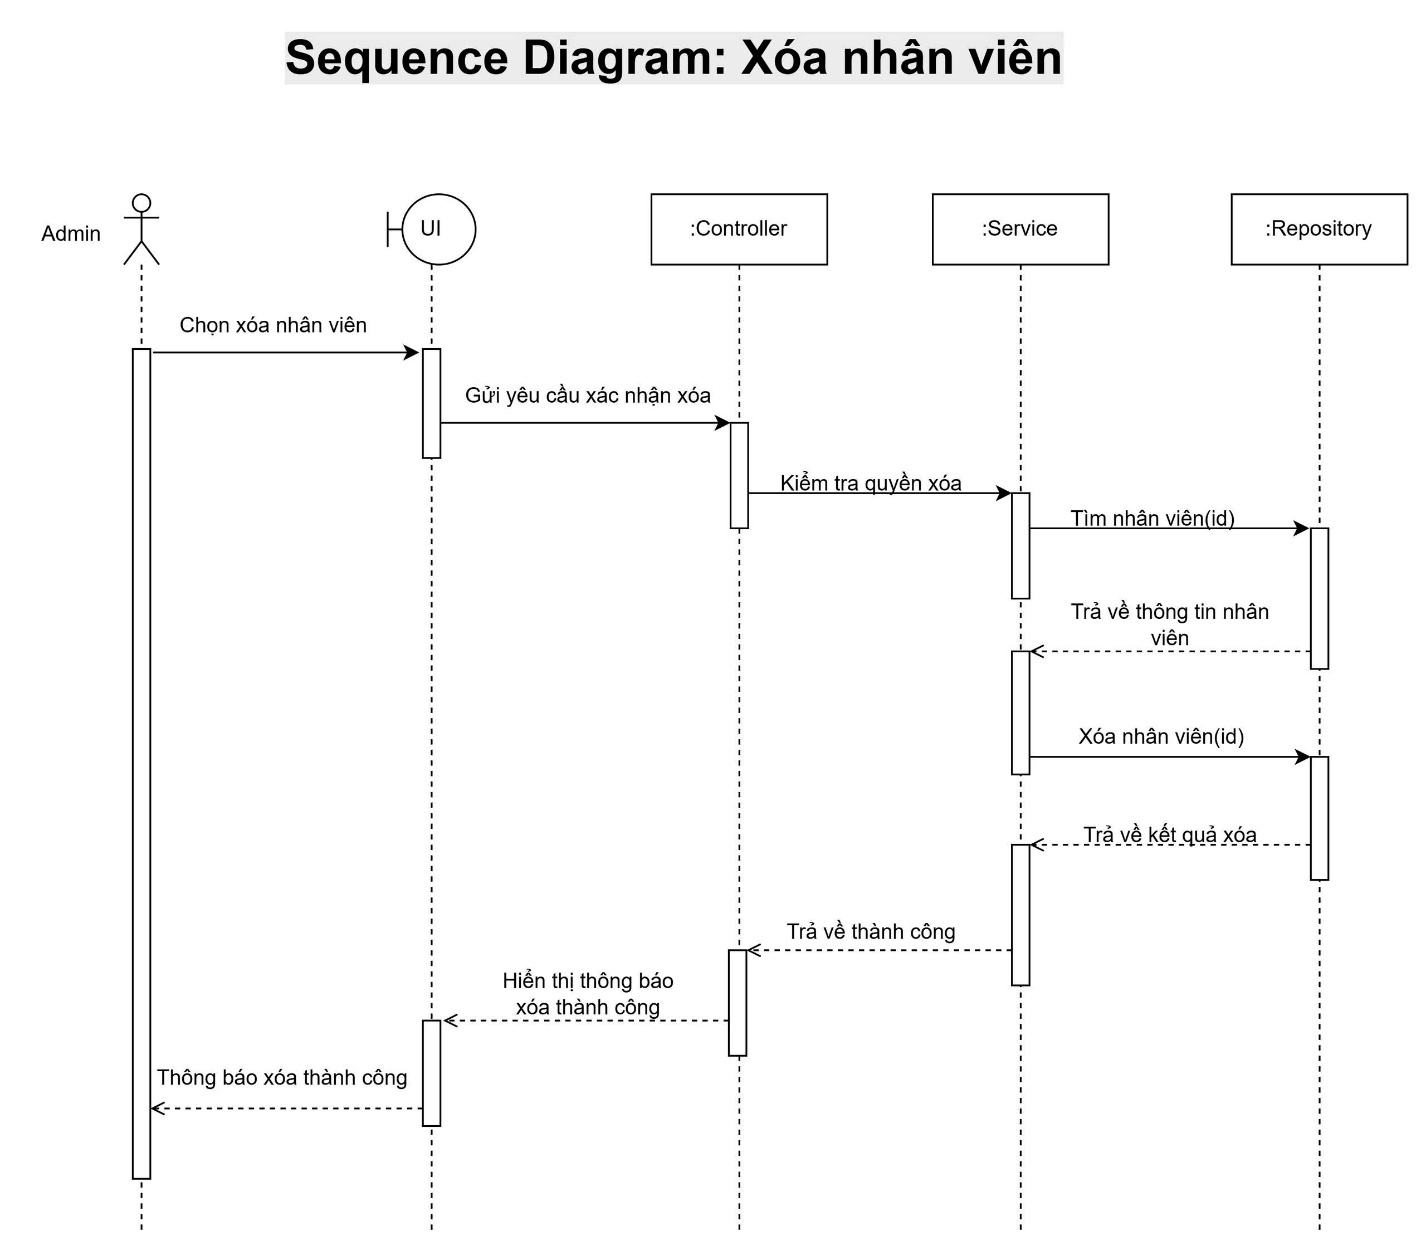 Sequence Diagram: Xóa nhân viên
Admin
UI
:Controller
:Service
:Repository
Chọn xóa nhân viên
Gửi yêu cầu xác nhận xóa
Kiểm tra quyền xóa
Tìm nhân viên(id)
Trả về thông tin nhân
viên
Xóa nhân viên(id)
Trả về kết quả xóa
Trả về thành công
Hiển thị thông báo
xóa thành công
Thông báo xóa thành công